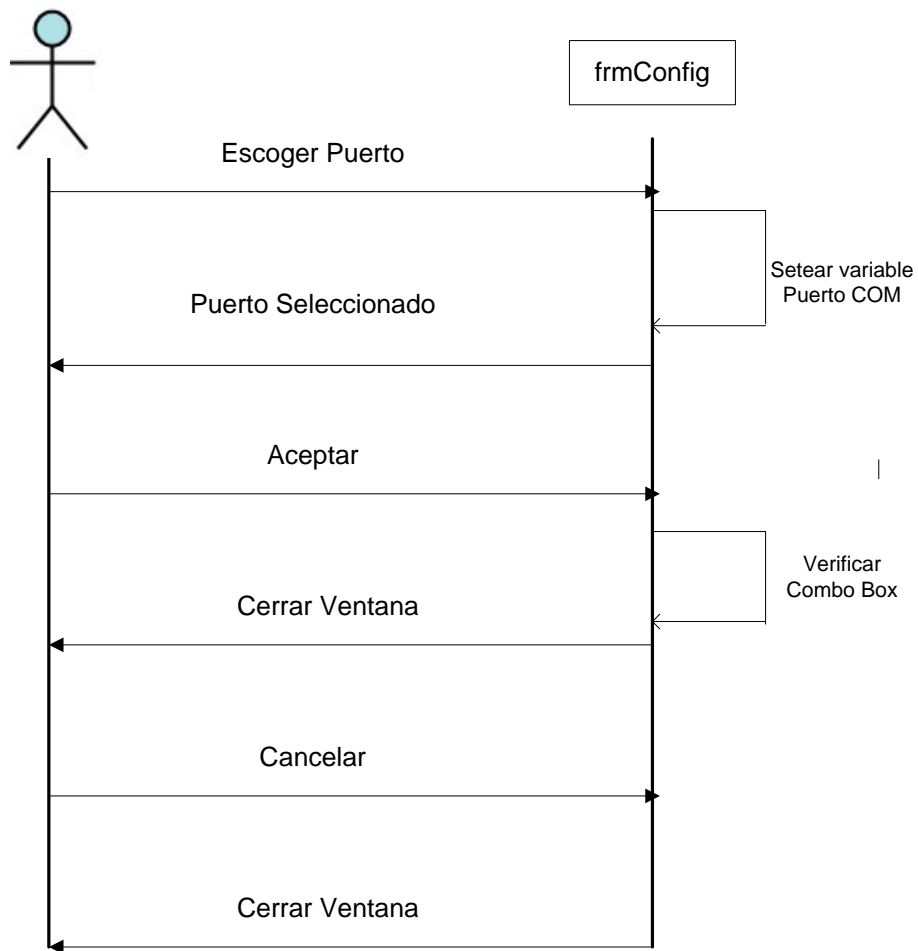 frmConfig
Escoger Puerto
Setear variable
Puerto COM
Puerto Seleccionado
Aceptar
Verificar
Combo Box
Cerrar Ventana
Cancelar
Cerrar Ventana